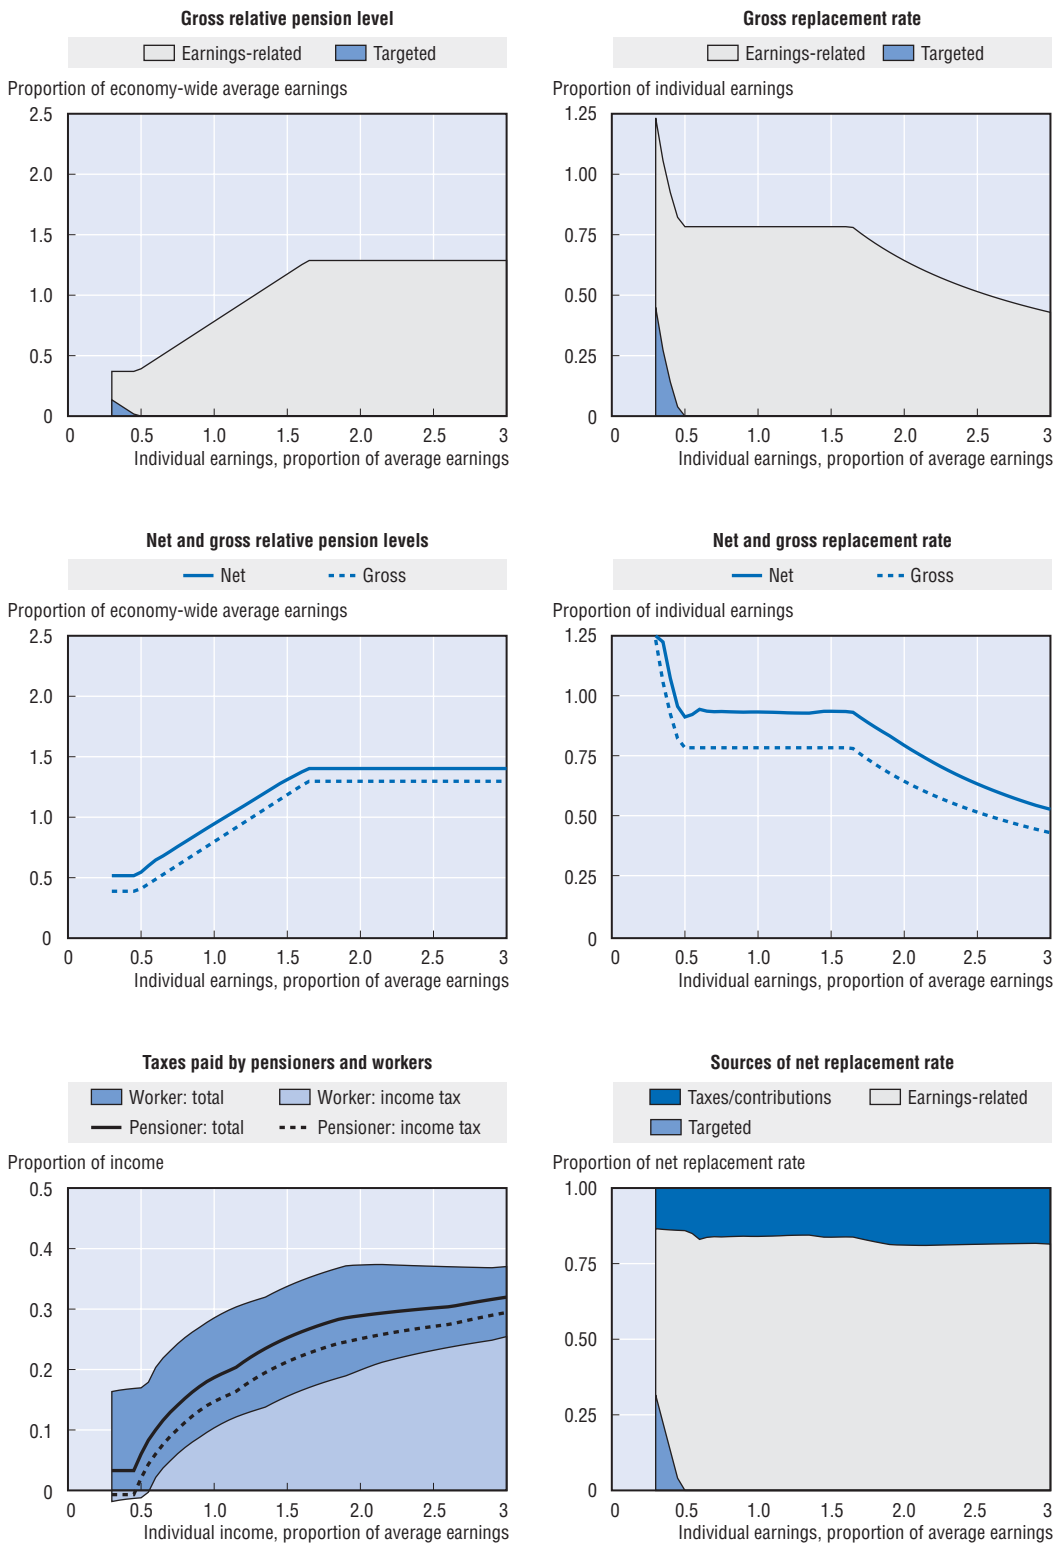 Gross relative pension level
Earnings-related Targeted
Proportion of economy-wide average earnings
2.5
2.0
1.5
1.0
0.5
0
0 0.5 1.0 1.5 2.0 2.5 3
Individual earnings, proportion of average earnings
Gross replacement rate
Earnings-related Targeted
Proportion of individual earnings
1.25
1.00
0.75
0.50
0.25
0
0 0.5 1.0 1.5 2.0 2.5 3
Individual earnings, proportion of average earnings
Net and gross relative pension levels
Net Gross
Proportion of economy-wide average earnings
2.5
2.0
1.5
1.0
0.5
0
0 0.5 1.0 1.5 2.0 2.5 3
Individual earnings, proportion of average earnings
Net and gross replacement rate
Net Gross
Proportion of individual earnings
1.25
1.00
0.75
0.50
0.25
0
0 0.5 1.0 1.5 2.0 2.5 3
Individual earnings, proportion of average earnings
Taxes paid by pensioners and workers
Worker: total Worker: income tax
Pensioner: total Pensioner: income tax
Proportion of income
0.5
0.4
0.3
0.2
0.1
0
0 0.5 1.0 1.5 2.0 2.5 3
Individual income, proportion of average earnings
Sources of net replacement rate
Taxes/contributions Earnings-related
Targeted
Proportion of net replacement rate
1.00
0.75
0.50
0.25
0
0 0.5 1.0 1.5 2.0 2.5 3
Individual earnings, proportion of average earnings